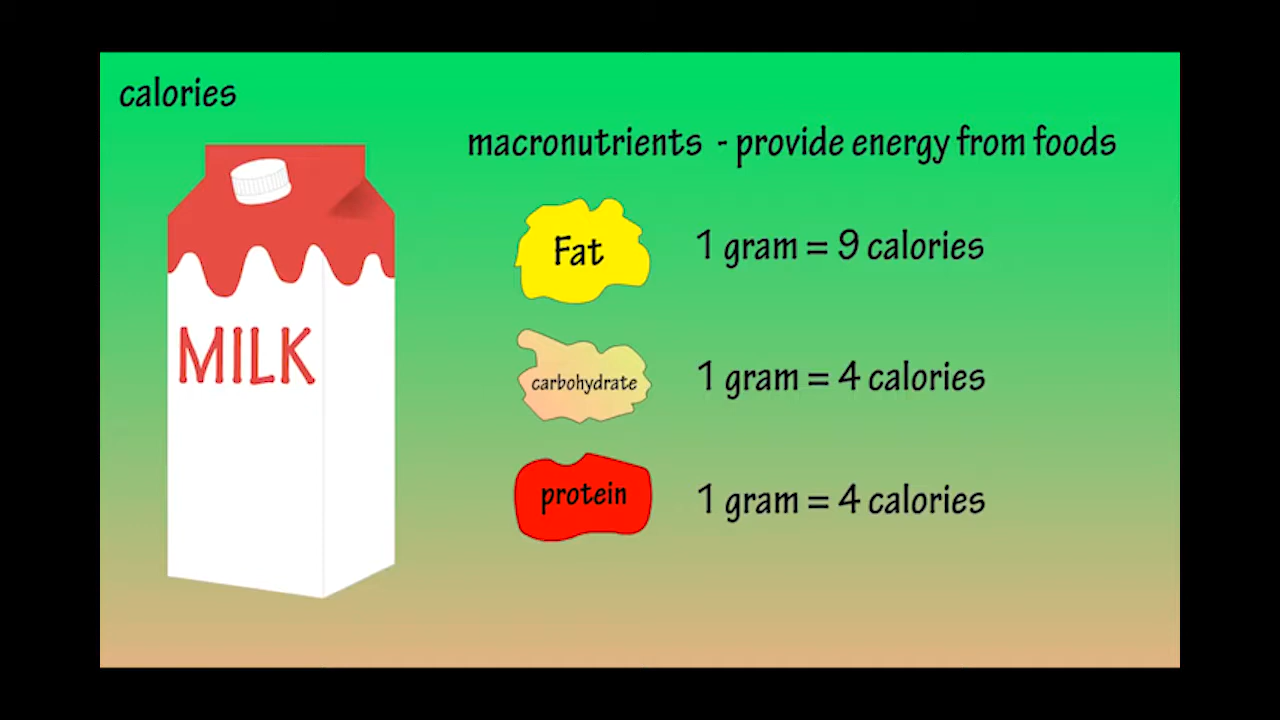 calories
macronutrients - provide energy from foods
MILK
Fat 1 gram = 9 calories
carbohydrate 1 gram = 4 calories
protein 1 gram = 4 calories